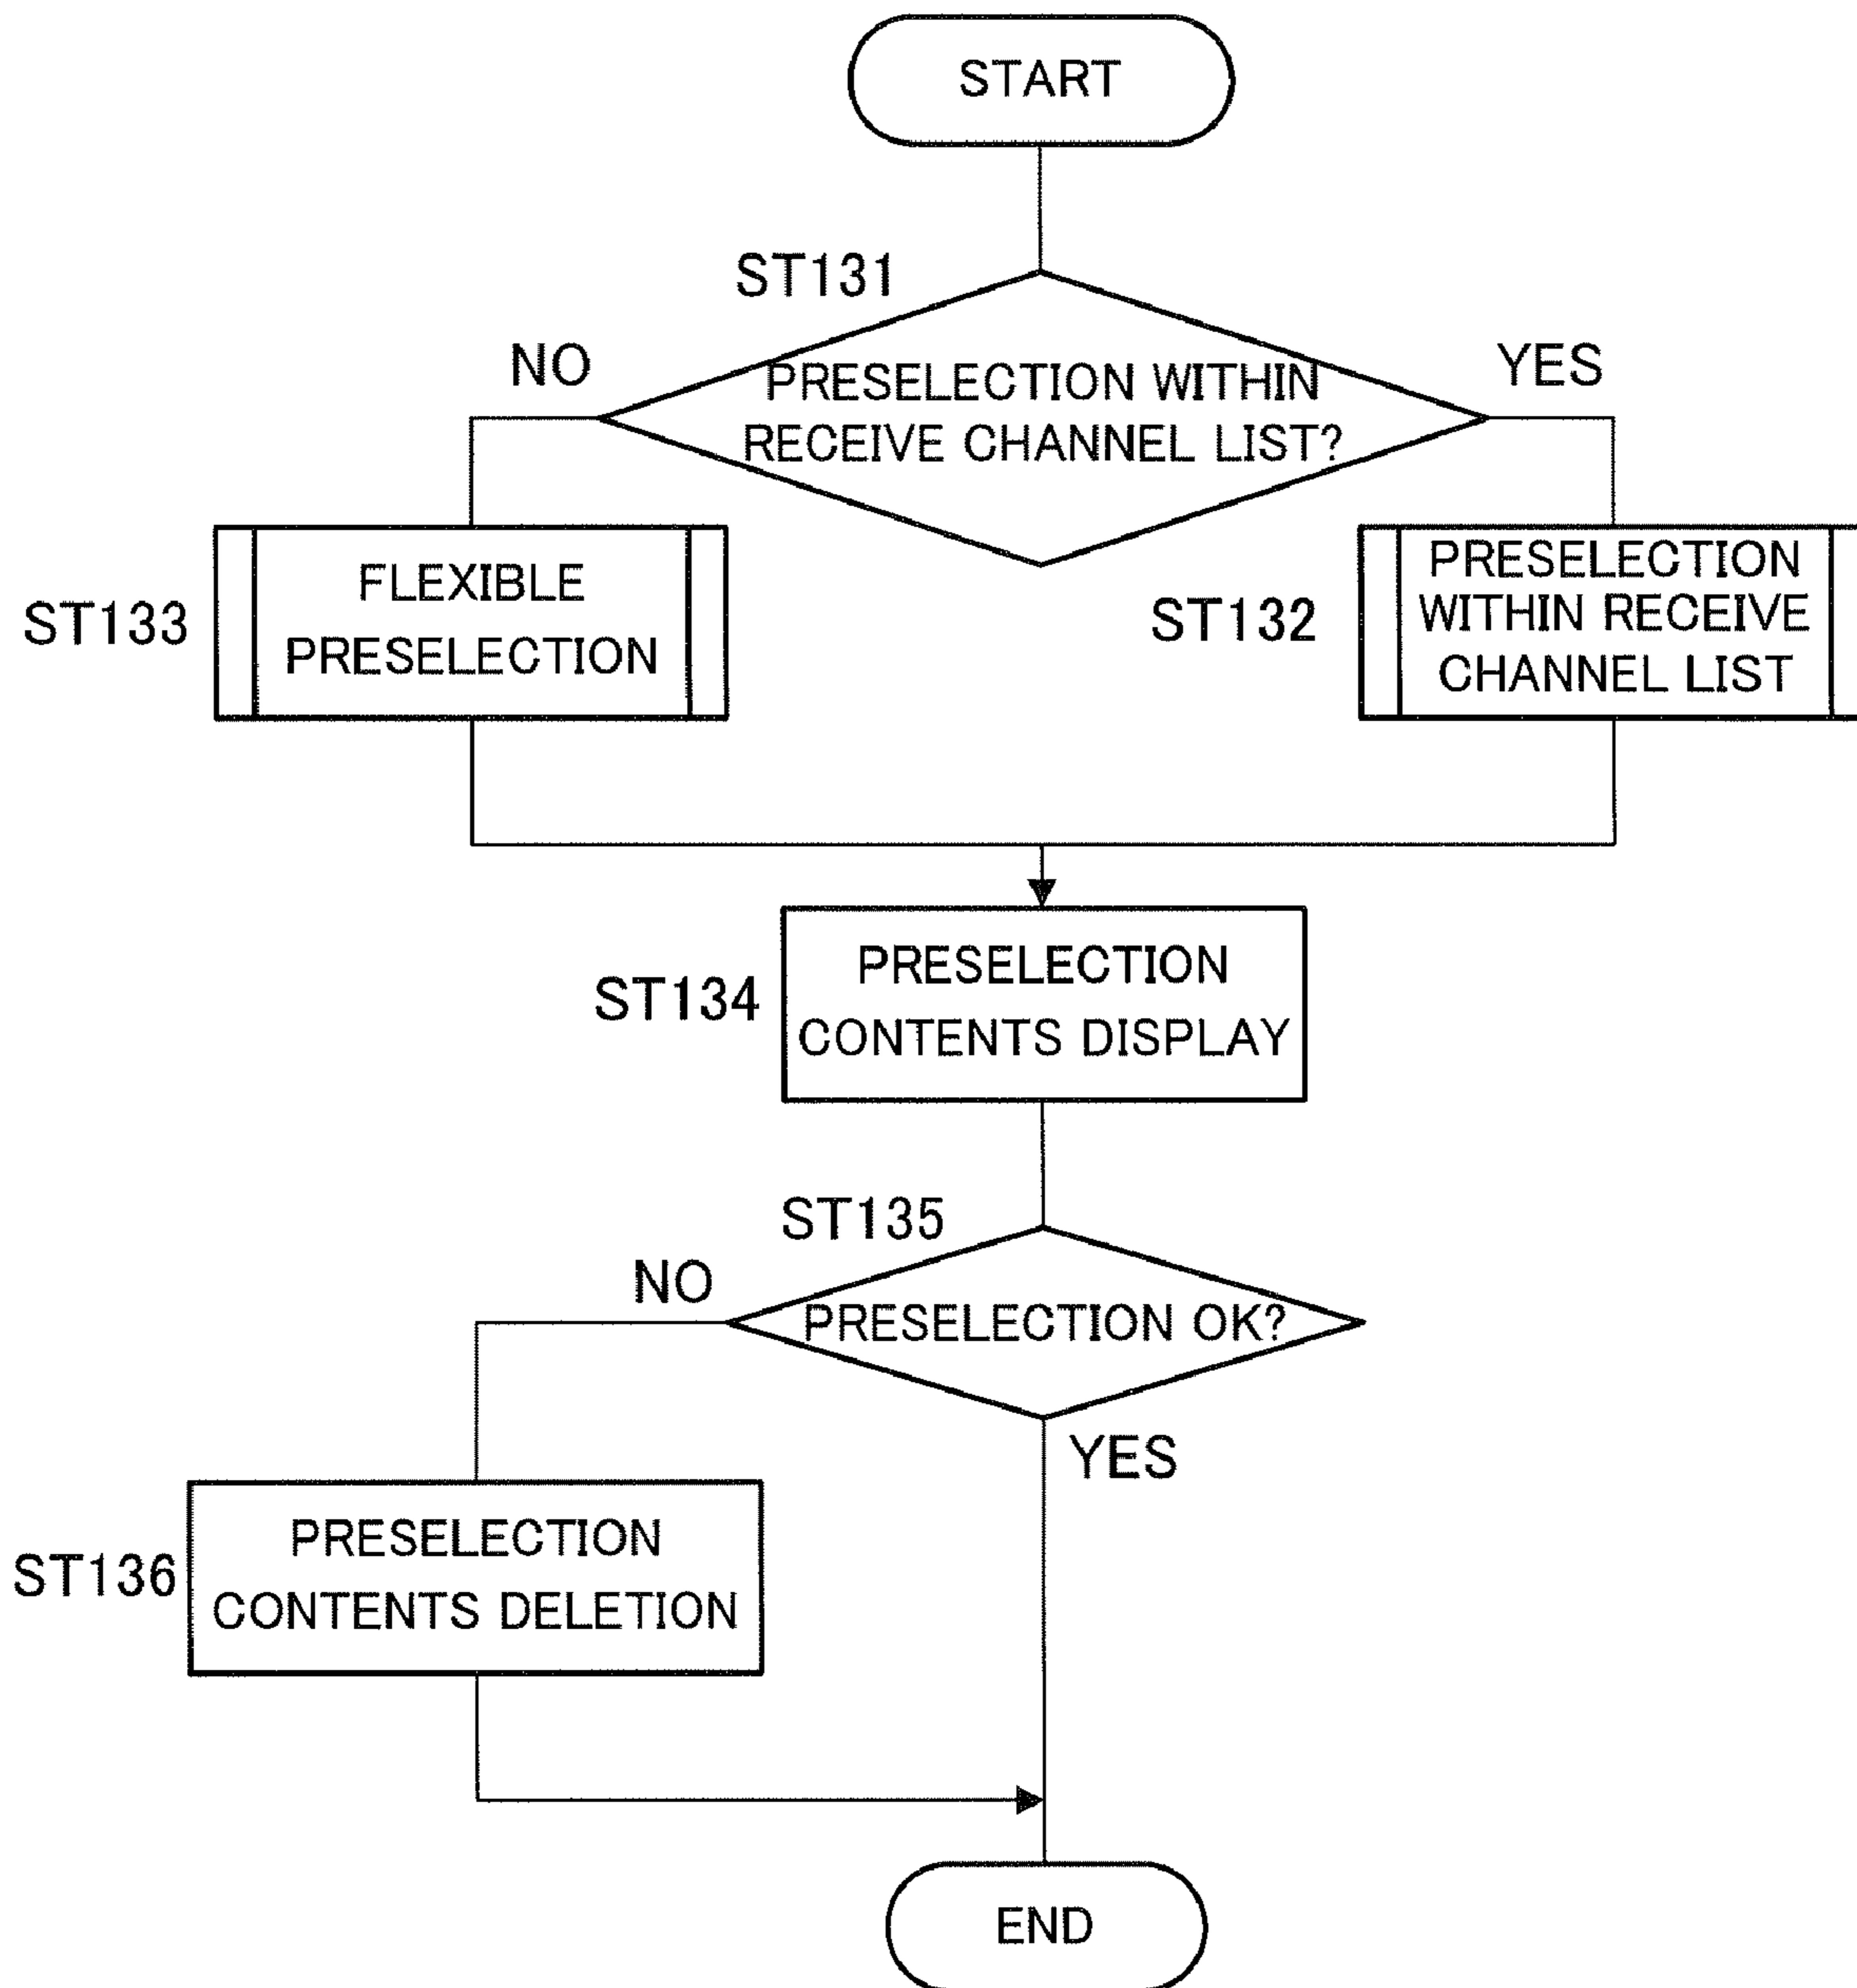 START
ST131
NO
YES
PRESELECTION WITHIN
RECEIVE CHANNEL LIST?
ST133
FLEXIBLE
PRESELECTION
ST132
PRESELECTION
WITHIN RECEIVE
CHANNEL LIST
ST134
PRESELECTION
CONTENTS DISPLAY
ST135
NO
PRESELECTION OK?
YES
ST136
PRESELECTION
CONTENTS DELETION
END